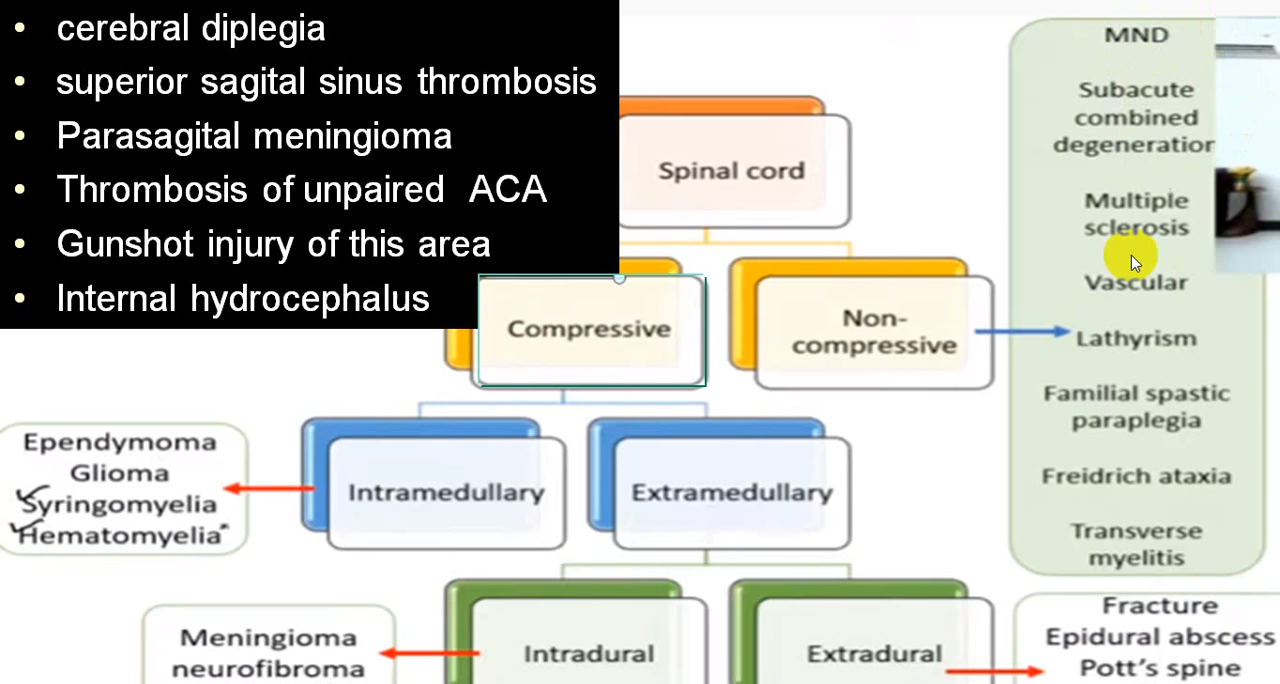 • cerebral diplegia
• superior sagital sinus thrombosis
• Parasagital meningioma
• Thrombosis of unpaired ACA
• Gunshot injury of this area
• Internal hydrocephalus
Spinal cord
Compressive
Non-
compressive
MND
Subacute
combined
degeneration
Multiple
sclerosis
Vascular
Lathyrism
Familial spastic
paraplegia
Freidrich ataxia
Transverse
myelitis
Ependymoma
Glioma
Syringomyelia
Hematomyelia
Intramedullary
Extramedullary
Meningioma
neurofibroma
Intradural
Extradural
Fracture
Epidural abscess
Pott's spine